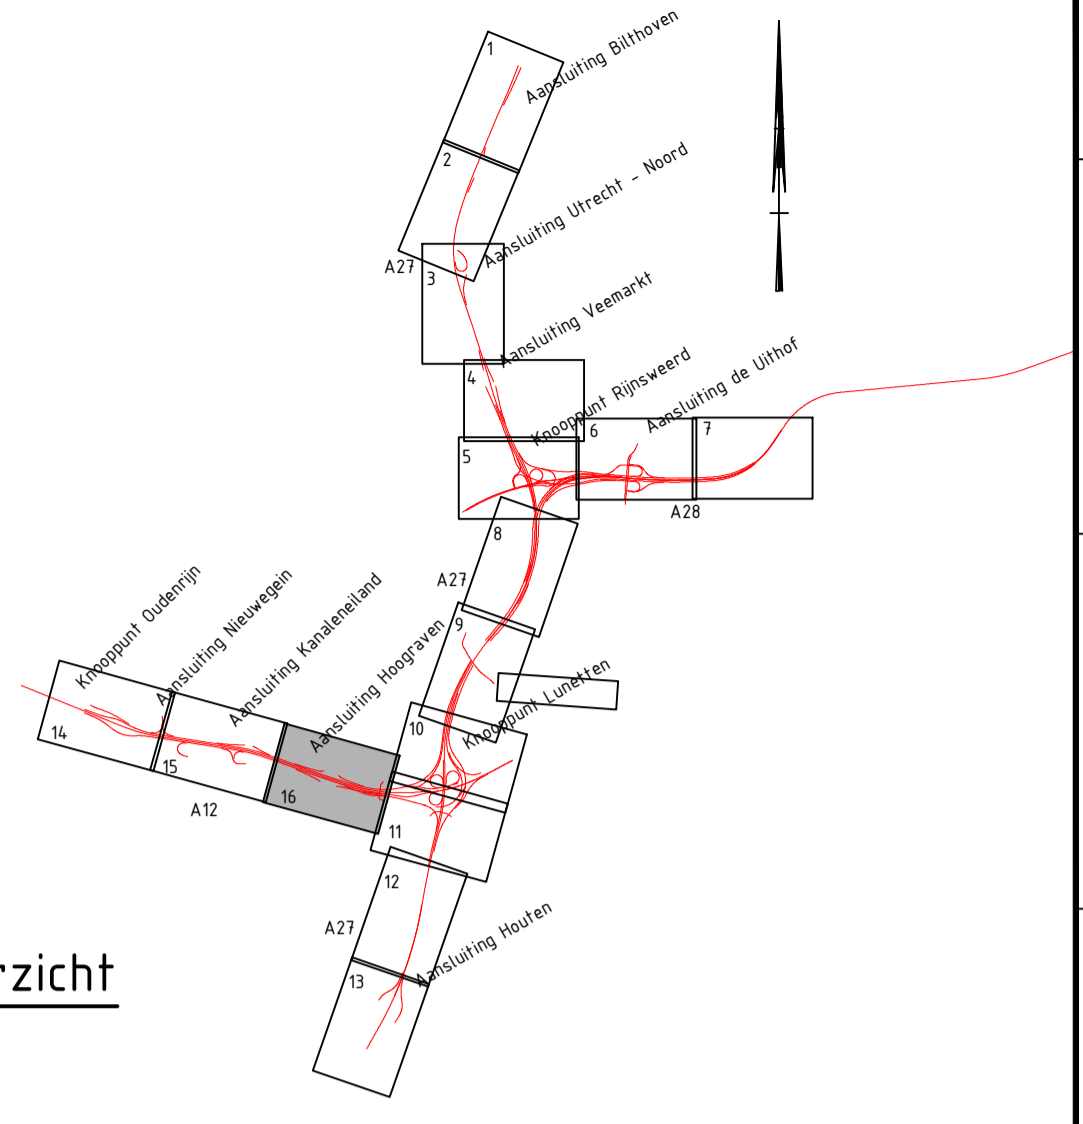 1
Aansluiting Bilthoven
2
Aansluiting Utrecht - Noord
A27
3
Aansluiting Veemarkt
4
Knooppunt Rijnsweerd
Aansluiting de Uithof
5
6
7
A28
8
A27
9
Knooppunt Oudenrijn
Aansluiting Nieuwegein
Aansluiting Kanaleneiland
Aansluiting Hoograven
Knooppunt Lunetten
10
14
15
16
A12
11
12
A27
Aansluiting Houten
13
rzicht